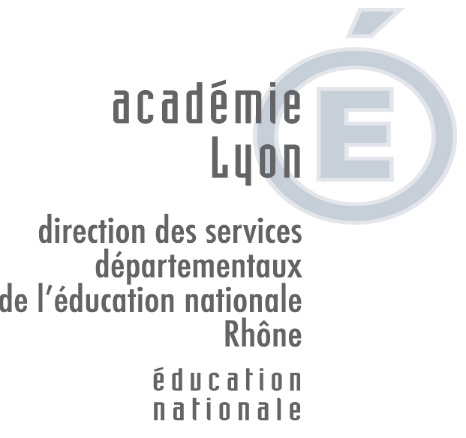 académie
Lyon
É
direction des services
départementaux
de l'éducation nationale
Rhône
éducation
nationale